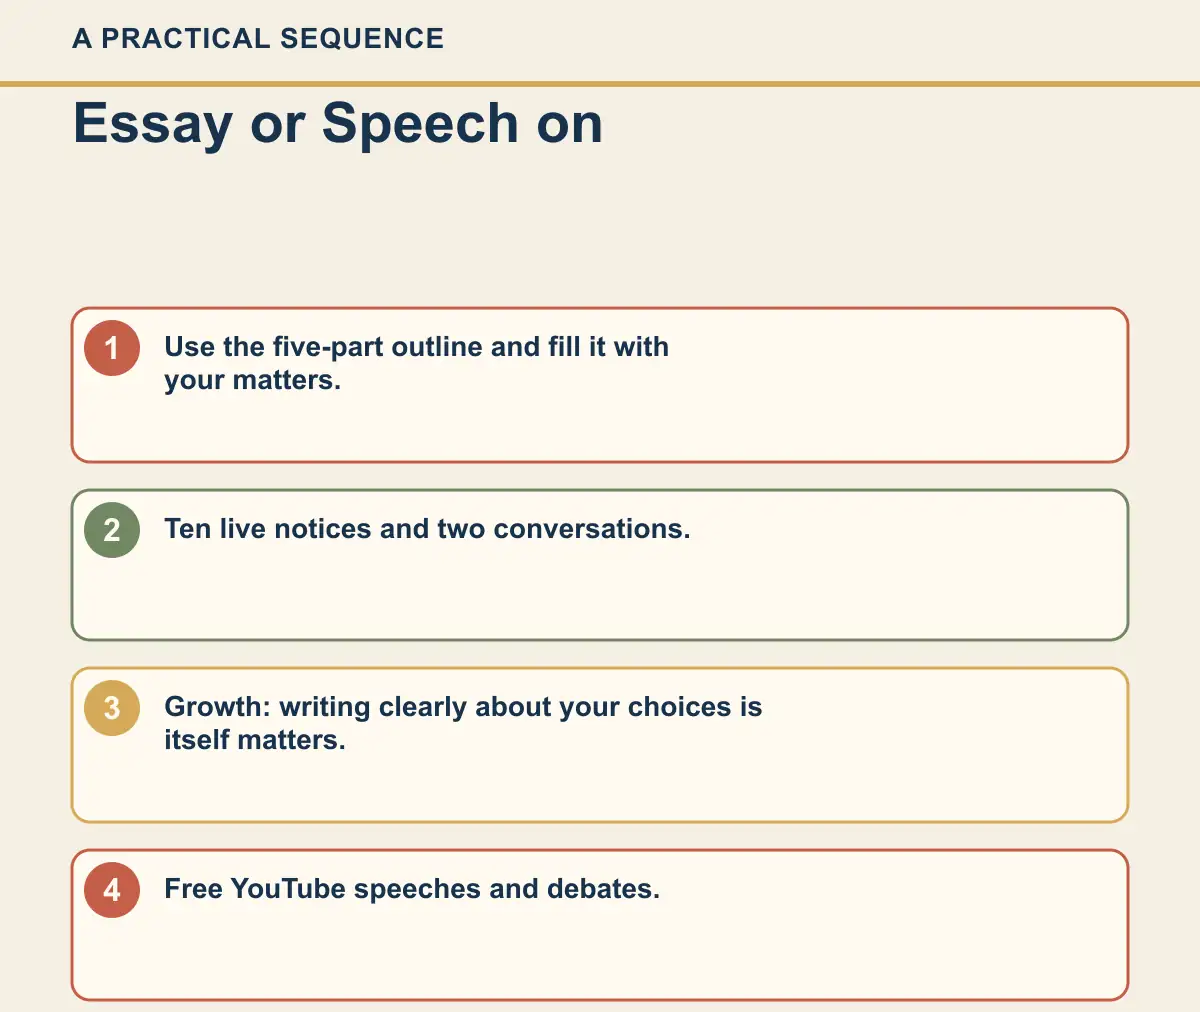 A PRACTICAL SEQUENCE
Essay or Speech on
1
Use the five-part outline and fill it with
your matters.
2
Ten live notices and two conversations.
3
Growth: writing clearly about your choices is
itself matters.
4
Free YouTube speeches and debates.